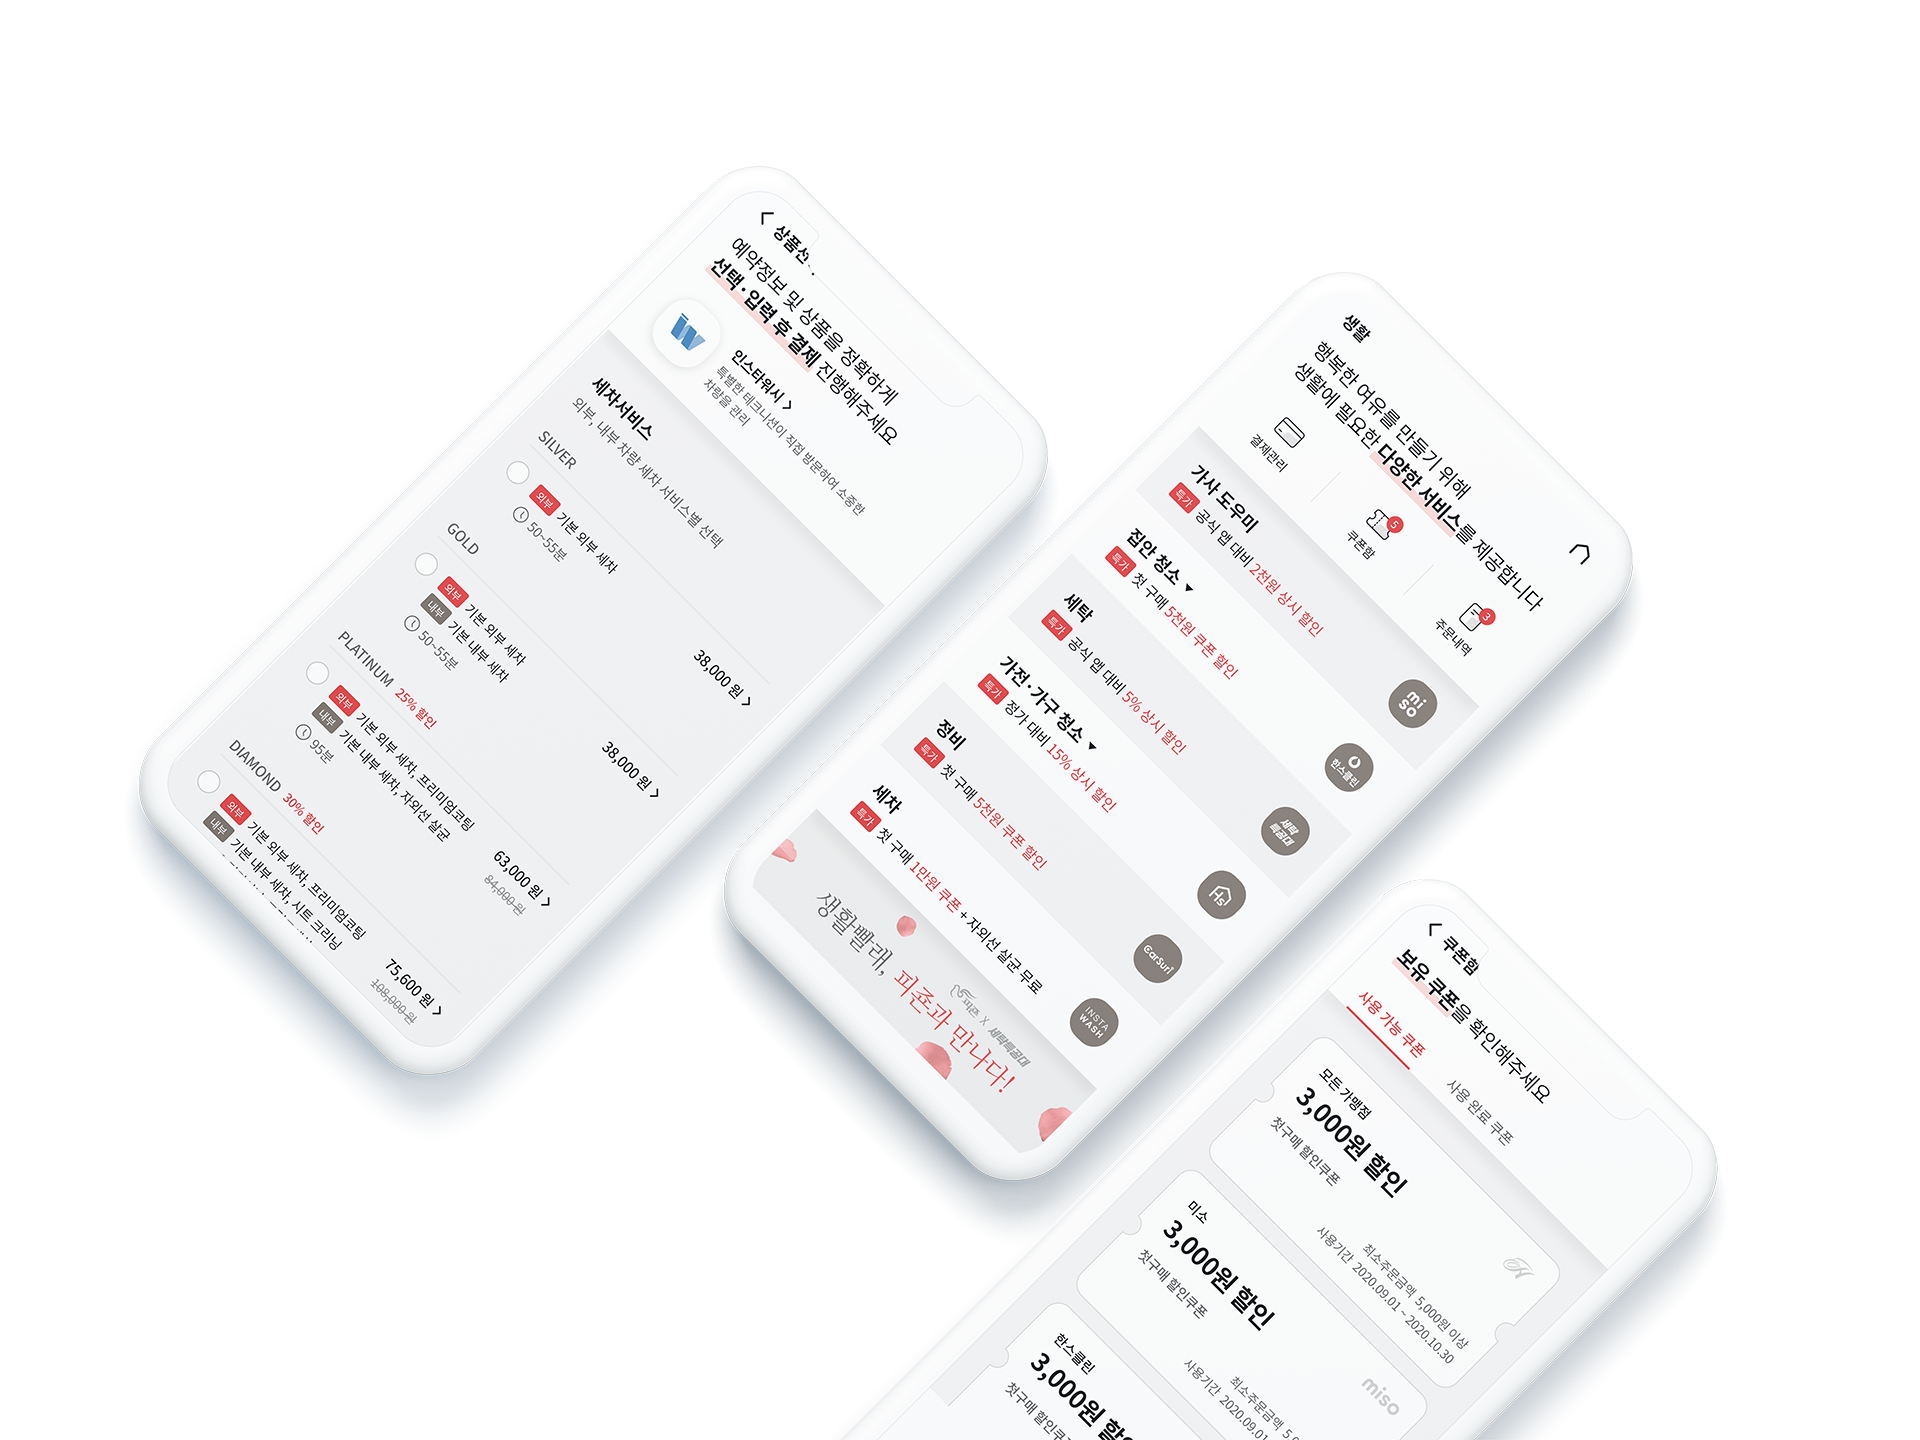 예약정보 및 상품을 정확하게
선택·입력 후 결제 진행해주세요
인스타워시
특별한 테크니션이 직접 방문하여 소중한
차량을 관리
세차서비스
외부, 내부 차량 세차 서비스별 선택
SILVER
외부 기본 외부 세차
50~55분
38,000 원
GOLD
외부 기본 외부 세차
내부 기본 내부 세차
50~55분
38,000 원
PLATINUM 25% 할인
외부 기본 외부 세차, 프리미엄코팅
내부 기본 내부 세차, 자외선 살균
95분
63,000 원
84,000 원
DIAMOND 30% 할인
외부 기본 외부 세차, 프리미엄코팅
내부 기본 내부 세차, 시트 크리닝
75,600 원
108,000 원
생활
행복한 여유를 만들기 위해
생활에 필요한 다양한 서비스를 제공합니다
결제관리
쿠폰함
5
주문내역
3
가사 도우미
특가 공식 앱 대비 2천원 상시 할인
miso
집안 청소
특가 첫 구매 5천원 쿠폰 할인
한스클린
세탁
특가 공식 앱 대비 5% 상시 할인
세탁
특공대
가전·가구 청소
특가 정가 대비 15% 상시 할인
Hs
정비
특가 첫 구매 5천원 쿠폰 할인
CarSuri
세차
특가 첫 구매 1만원 쿠폰 + 자외선 살균 무료
INSTA
WASH
피죤 X 세탁특공대
생활빨래, 피죤과 만나다!
쿠폰함
보유 쿠폰을 확인해주세요
사용 가능 쿠폰
사용 완료 쿠폰
모든 가맹점
3,000원 할인
첫구매 할인쿠폰
최소주문금액 5,000원 이상
사용기간 2020.09.01 ~ 2020.10.30
미소
3,000원 할인
첫구매 할인쿠폰
miso
최소주문금액
사용기간 2020.09.01
한스클린
3,000원
첫구매